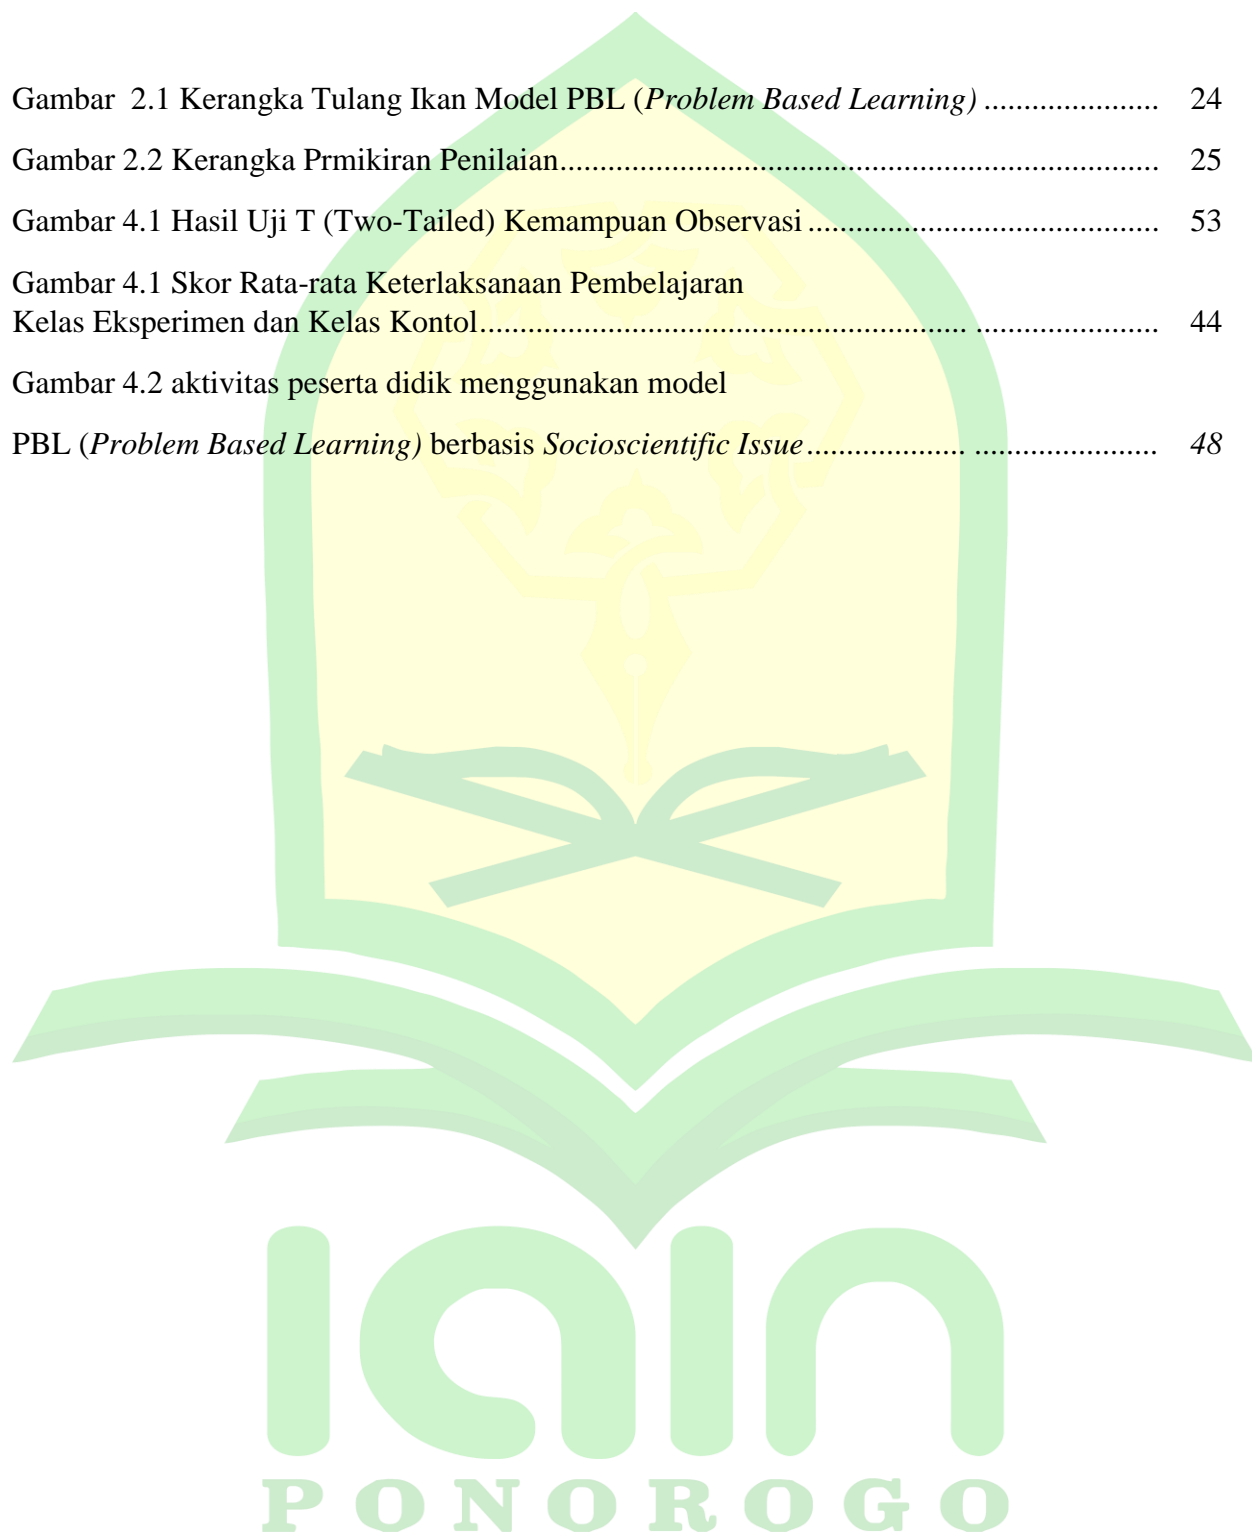 Gambar  2.1 Kerangka Tulang Ikan Model PBL (Problem Based Learning) ...................... 24
Gambar 2.2 Kerangka Prmikiran Penilaian........................................................................... 25
Gambar 4.1 Hasil Uji T (Two-Tailed) Kemampuan Observasi ............................................ 53
Gambar 4.1 Skor Rata-rata Keterlaksanaan Pembelajaran
Kelas Eksperimen dan Kelas Kontol............................................................. ....................... 44
Gambar 4.2 aktivitas peserta didik menggunakan model
PBL (Problem Based Learning) berbasis Socioscientific Issue.................... ....................... 48
iain
PONOROGO